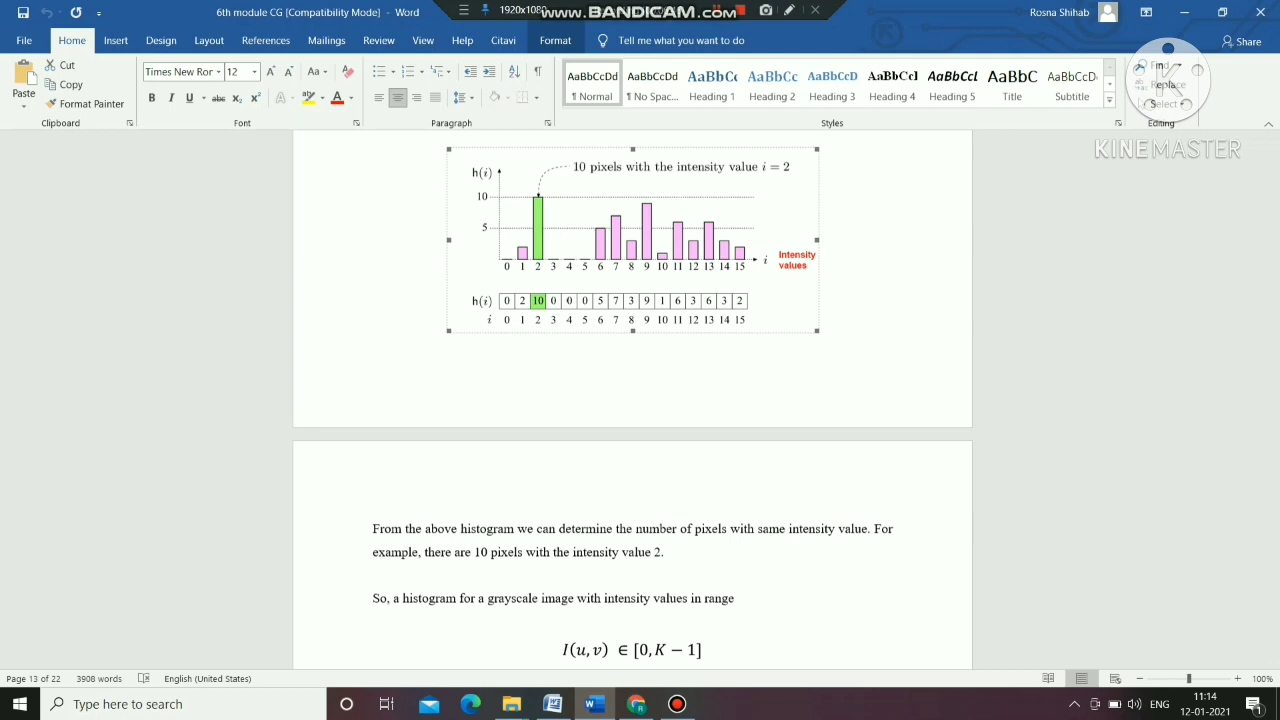 6th module CG [Compatibility Mode] - Word
1920x1080
www.BANDICAM.com
Rosna Shihab
File Home Insert Design Layout References Mailings Review View Help Citavi Format Tell me what you want to do Share
Paste
Cut
Copy
Format Painter
Clipboard
Times New Ror 12
Font
Paragraph
AaBbCcDd AaBbCcDd AaBbCc AaBbCc AaBbCcD AaBbCcI AaBbCcL AaBbC AaBbCcD
¶ Normal ¶ No Spac... Heading 1 Heading 2 Heading 3 Heading 4 Heading 5 Title Subtitle
Styles
Find
Replace
Select
Editing
K
KINEMASTER
h(i)
10 pixels with the intensity value i = 2
10
5
0 1 2 3 4 5 6 7 8 9 10 11 12 13 14 15
i
Intensity
values
h(i) 0 2 10 0 0 0 5 7 3 9 1 6 3 6 3 2
i 0 1 2 3 4 5 6 7 8 9 10 11 12 13 14 15
From the above histogram we can determine the number of pixels with same intensity value. For
example, there are 10 pixels with the intensity value 2.
So, a histogram for a grayscale image with intensity values in range
I(u, v) ∈ [0, K − 1]
Page 13 of 22 3908 words English (United States) 100%
Type here to search
ENG
11:14
12-01-2021